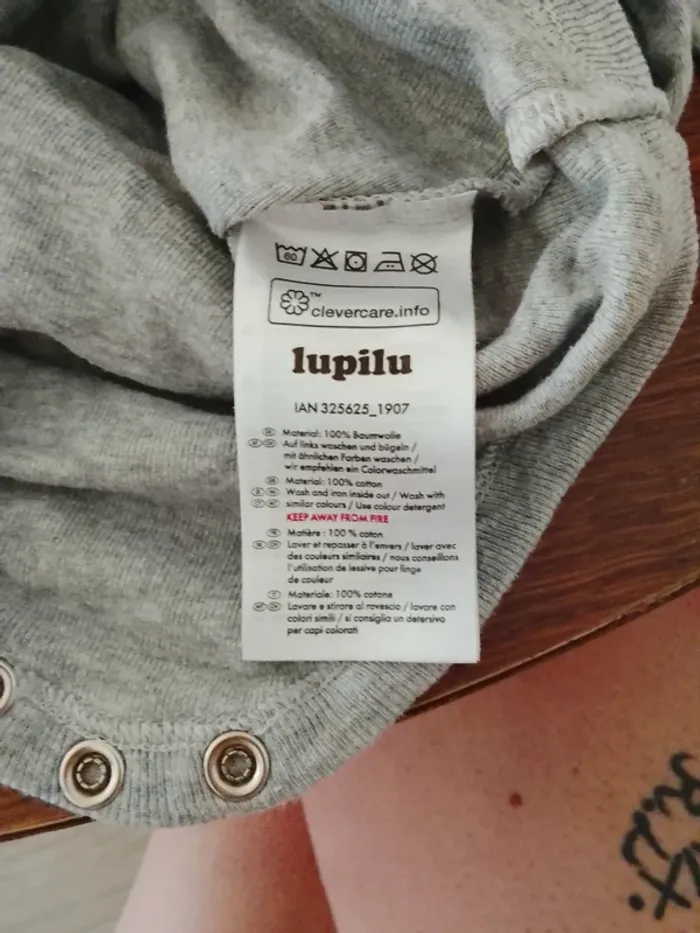 60
™
clevercare.info
lupilu
IAN 325625_1907
Material: 100% Baumwolle
Auf links waschen und bügeln /
mit ähnlichen Farben waschen /
wir empfehlen ein Colorwaschmittel
Material: 100% cotton
Wash and iron inside out / Wash with
similar colours / Use colour detergent
KEEP AWAY FROM FIRE
Matière : 100 % coton
Laver et repasser à l'envers / laver avec
des couleurs similaires / nous conseillons
l'utilisation de lessive pour linge
de couleur
Materiale: 100% cotone
Lavare e stirare al rovescio / lavare con
colori simili / si consiglia un detersivo
per capi colorati